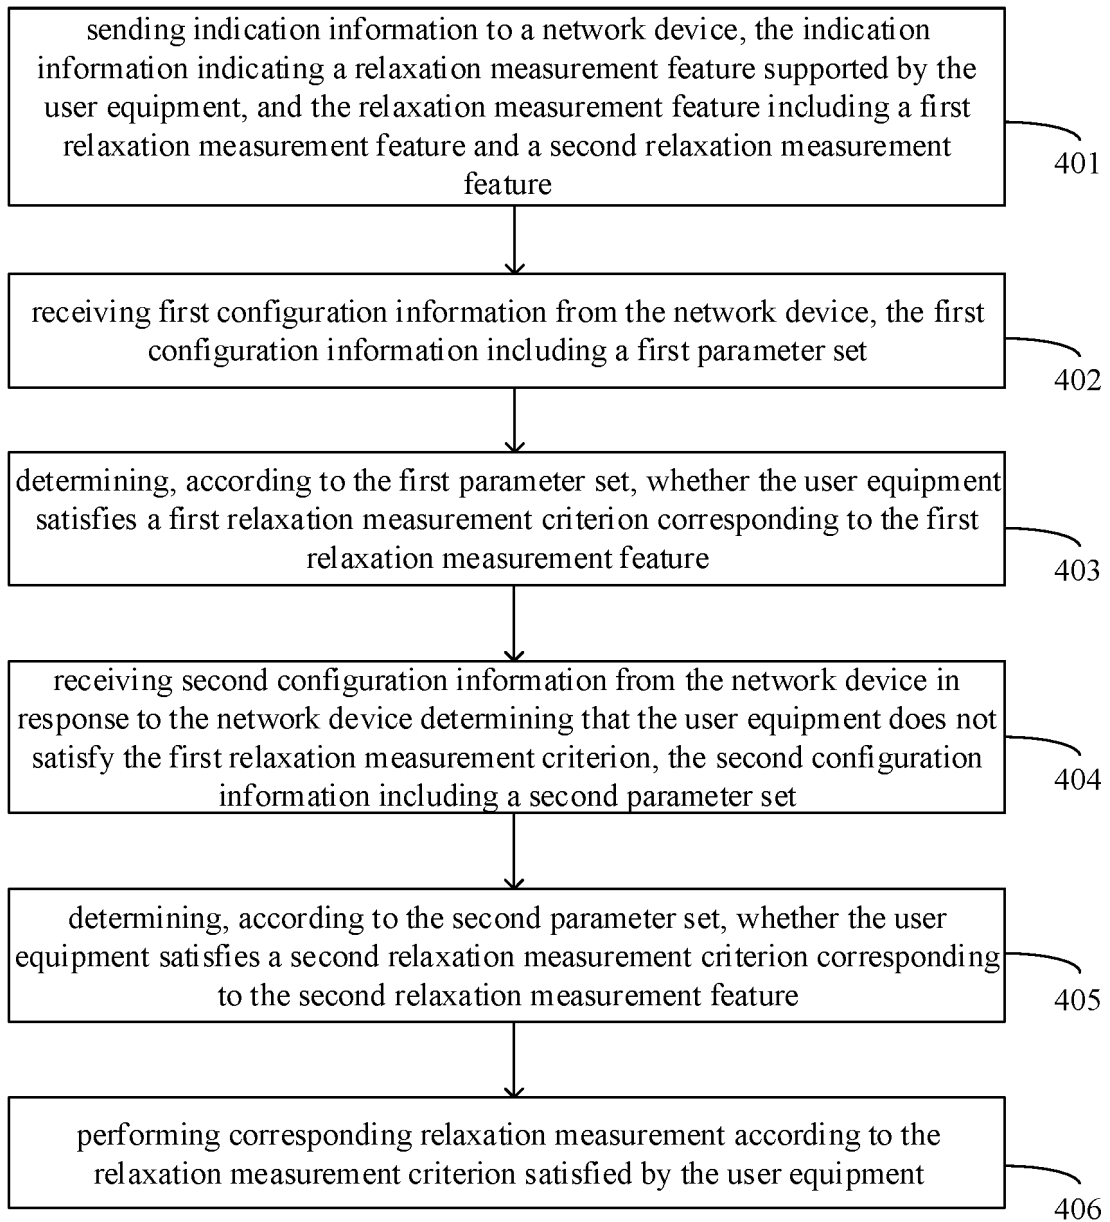 sending indication information to a network device, the indication
information indicating a relaxation measurement feature supported by the
user equipment, and the relaxation measurement feature including a first
relaxation measurement feature and a second relaxation measurement
feature
401
receiving first configuration information from the network device, the first
configuration information including a first parameter set
402
determining, according to the first parameter set, whether the user equipment
satisfies a first relaxation measurement criterion corresponding to the first
relaxation measurement feature
403
receiving second configuration information from the network device in
response to the network device determining that the user equipment does not
satisfy the first relaxation measurement criterion, the second configuration
information including a second parameter set
404
determining, according to the second parameter set, whether the user
equipment satisfies a second relaxation measurement criterion corresponding
to the second relaxation measurement feature
405
performing corresponding relaxation measurement according to the
relaxation measurement criterion satisfied by the user equipment
406